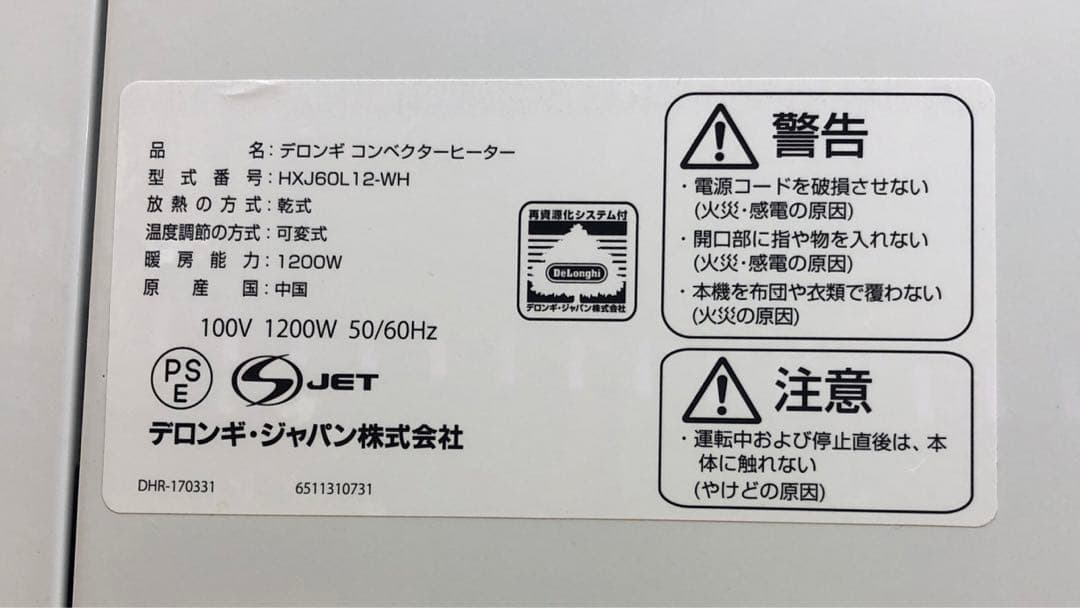 品　　　名：デロンギ コンベクターヒーター
型 式 番 号：HXJ60L12-WH
放熱の方式：乾式
温度調節の方式：可変式
暖 房 能 力：1200W
原 産 国：中国
100V 1200W 50/60Hz
PS
E
S JET
デロンギ・ジャパン株式会社
DHR-170331 6511310731
再資源化システム付
DeLonghi
デロンギ・ジャパン株式会社
警告
・電源コードを破損させない
(火災・感電の原因)
・開口部に指や物を入れない
(火災・感電の原因)
・本機を布団や衣類で覆わない
(火災の原因)
注意
・運転中および停止直後は、本
体に触れない
(やけどの原因)